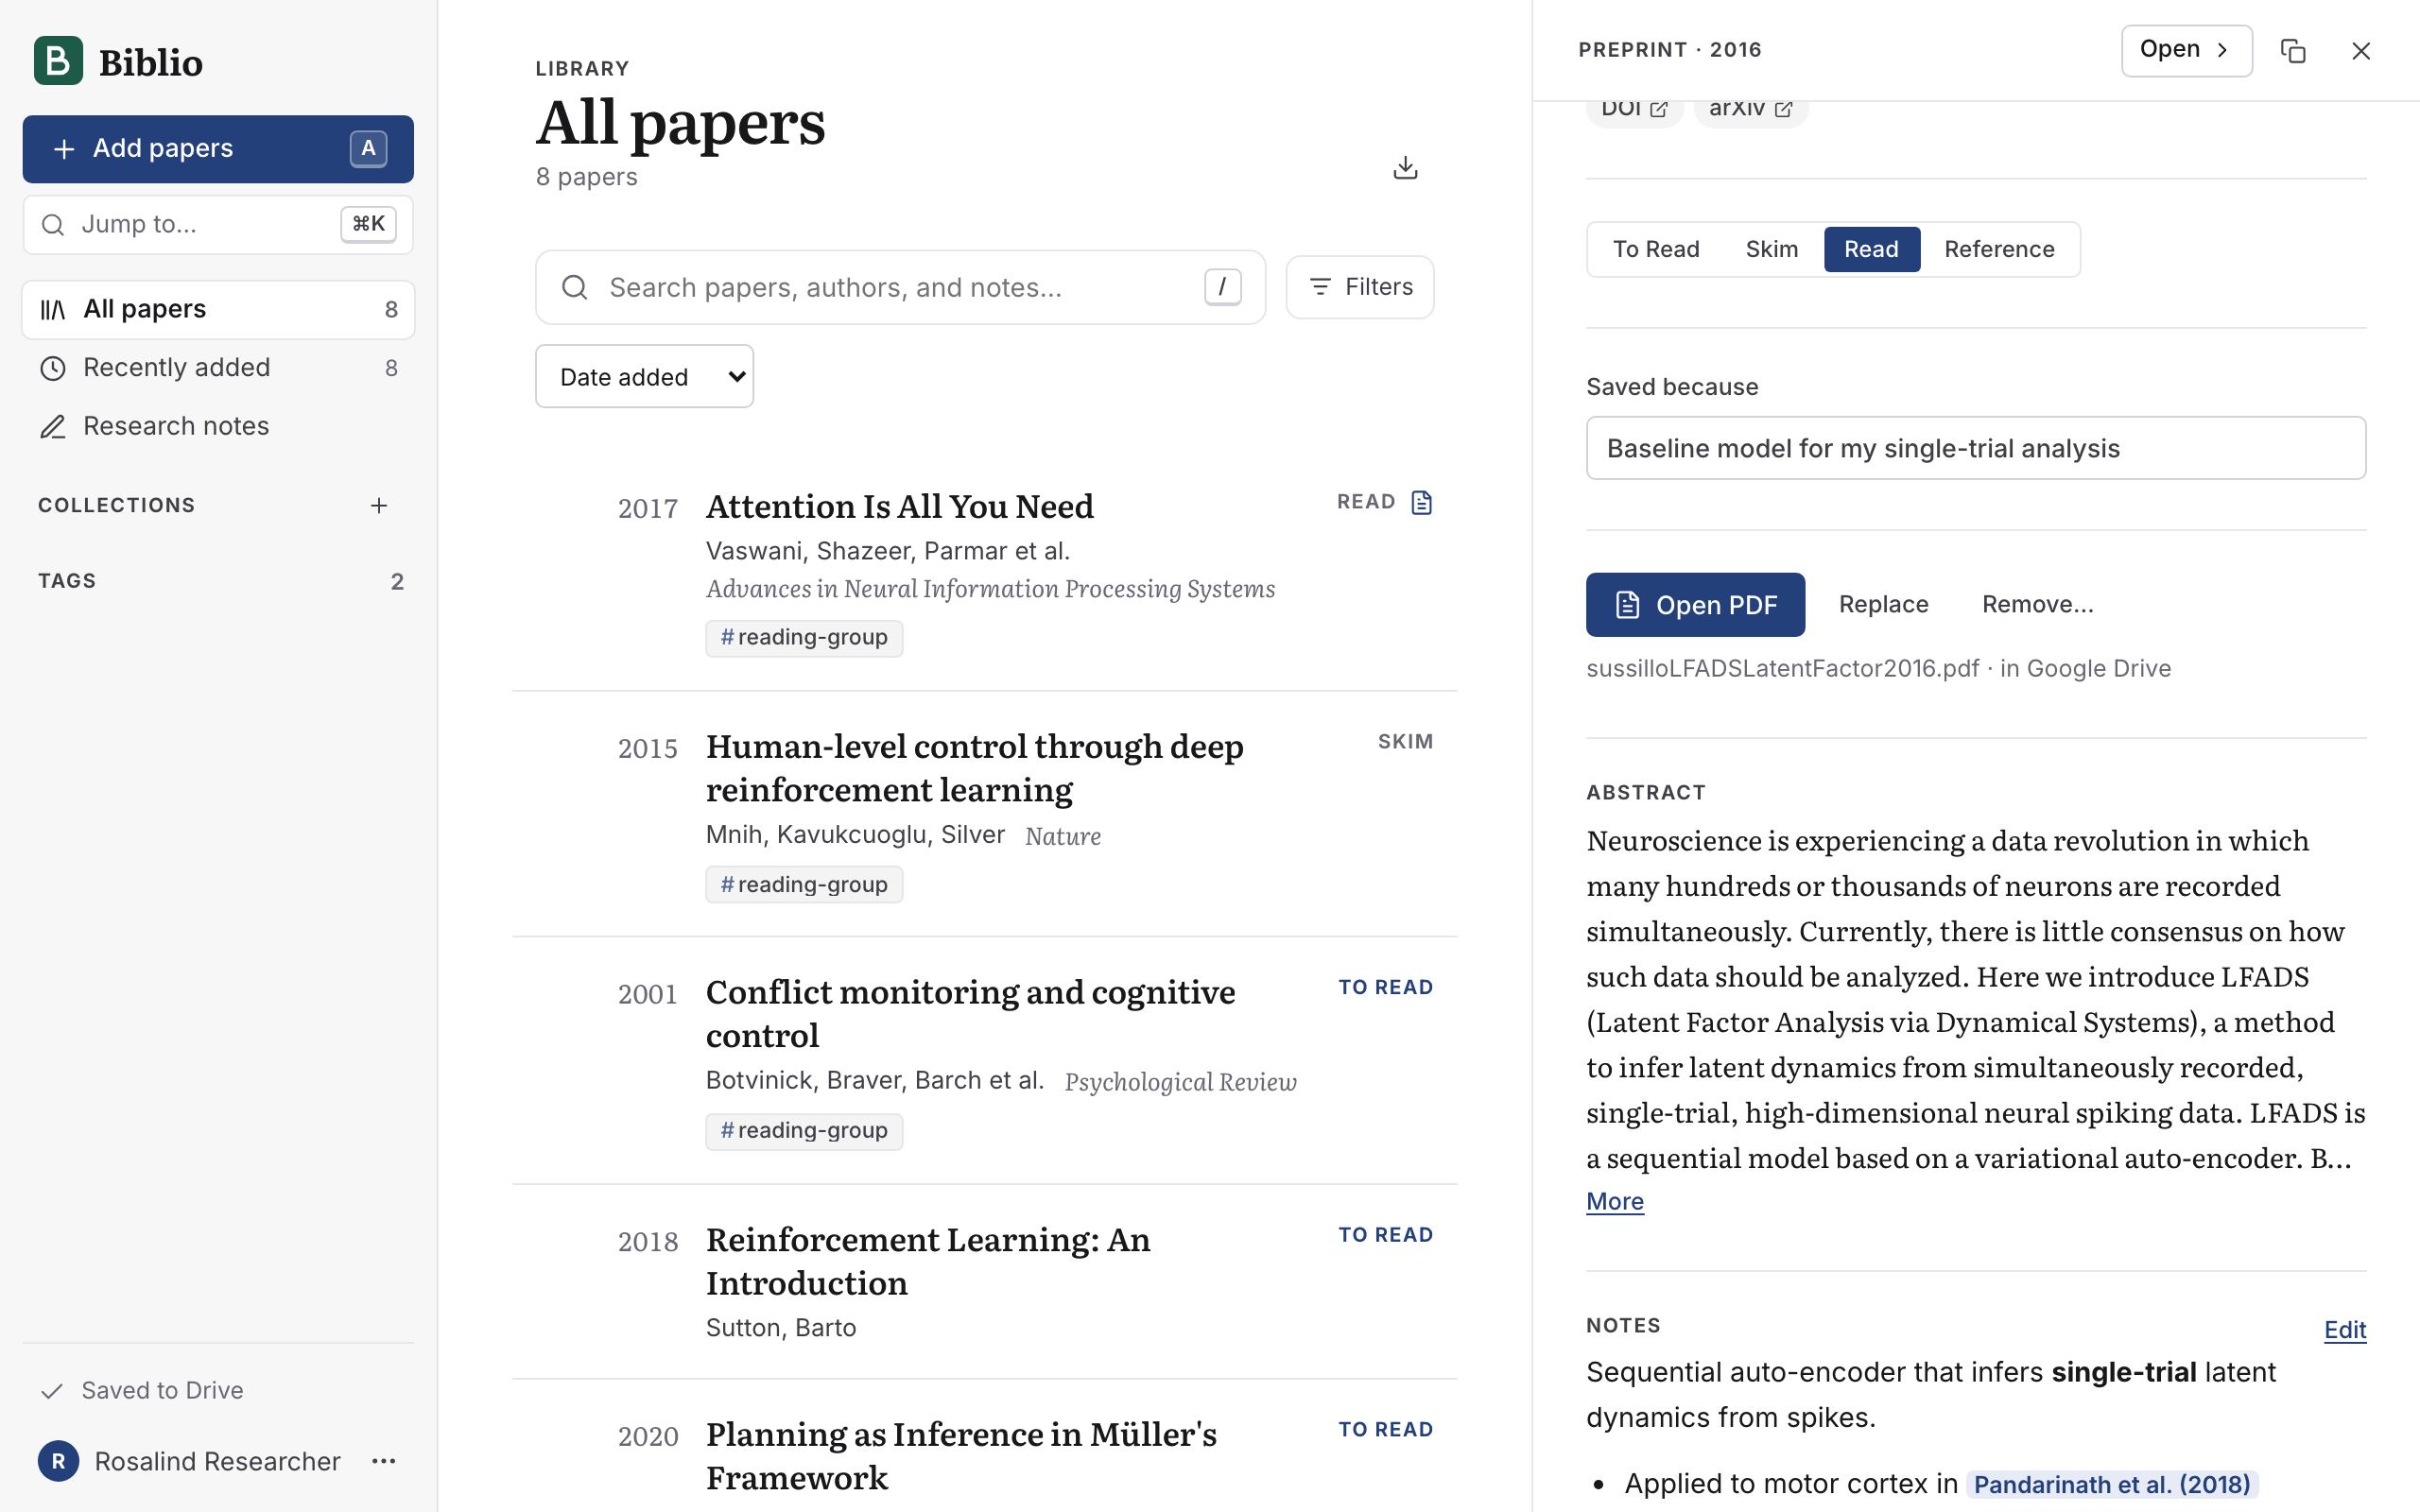 B Biblio
Add papers A
Jump to... ⌘K
All papers 8
Recently added 8
Research notes
COLLECTIONS
TAGS 2
Saved to Drive
R Rosalind Researcher
LIBRARY
All papers
8 papers
Search papers, authors, and notes... /
Filters
Date added
2017 Attention Is All You Need READ
Vaswani, Shazeer, Parmar et al.
Advances in Neural Information Processing Systems
#reading-group
2015 Human-level control through deep SKIM
reinforcement learning
Mnih, Kavukcuoglu, Silver Nature
#reading-group
2001 Conflict monitoring and cognitive TO READ
control
Botvinick, Braver, Barch et al. Psychological Review
#reading-group
2018 Reinforcement Learning: An TO READ
Introduction
Sutton, Barto
2020 Planning as Inference in Müller's TO READ
Framework
PREPRINT · 2016 Open
DOI arXiv
To Read Skim Read Reference
Saved because
Baseline model for my single-trial analysis
Open PDF Replace Remove...
sussilloLFADSLatentFactor2016.pdf · in Google Drive
ABSTRACT
Neuroscience is experiencing a data revolution in which
many hundreds or thousands of neurons are recorded
simultaneously. Currently, there is little consensus on how
such data should be analyzed. Here we introduce LFADS
(Latent Factor Analysis via Dynamical Systems), a method
to infer latent dynamics from simultaneously recorded,
single-trial, high-dimensional neural spiking data. LFADS is
a sequential model based on a variational auto-encoder. B...
More
NOTES Edit
Sequential auto-encoder that infers single-trial latent
dynamics from spikes.
• Applied to motor cortex in Pandarinath et al. (2018)